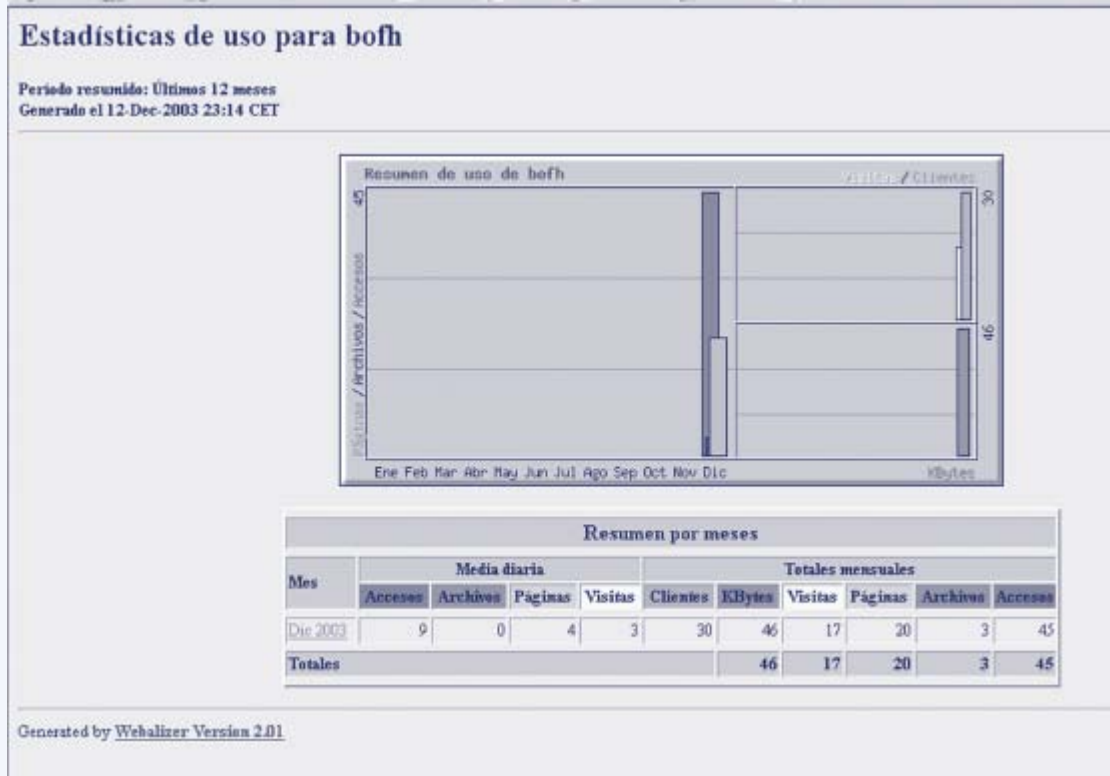 Estadísticas de uso para bofh
Periodo resumido: Últimos 12 meses
Generado el 12-Dec-2003 23:14 CET
Resumen de uso de bofh
Visitas / Clientes
45
30
Páginas / Archivos / Accesos
46
Ene Feb Mar Abr May Jun Jul Ago Sep Oct Nov Dic
KBytes
Resumen por meses
Mes Media diaria Totales mensuales
Accesos Archivos Páginas Visitas Clientes KBytes Visitas Páginas Archivos Accesos
Dic 2003 9 0 4 3 30 46 17 20 3 45
Totales 46 17 20 3 45
Generated by Webalizer Version 2.01